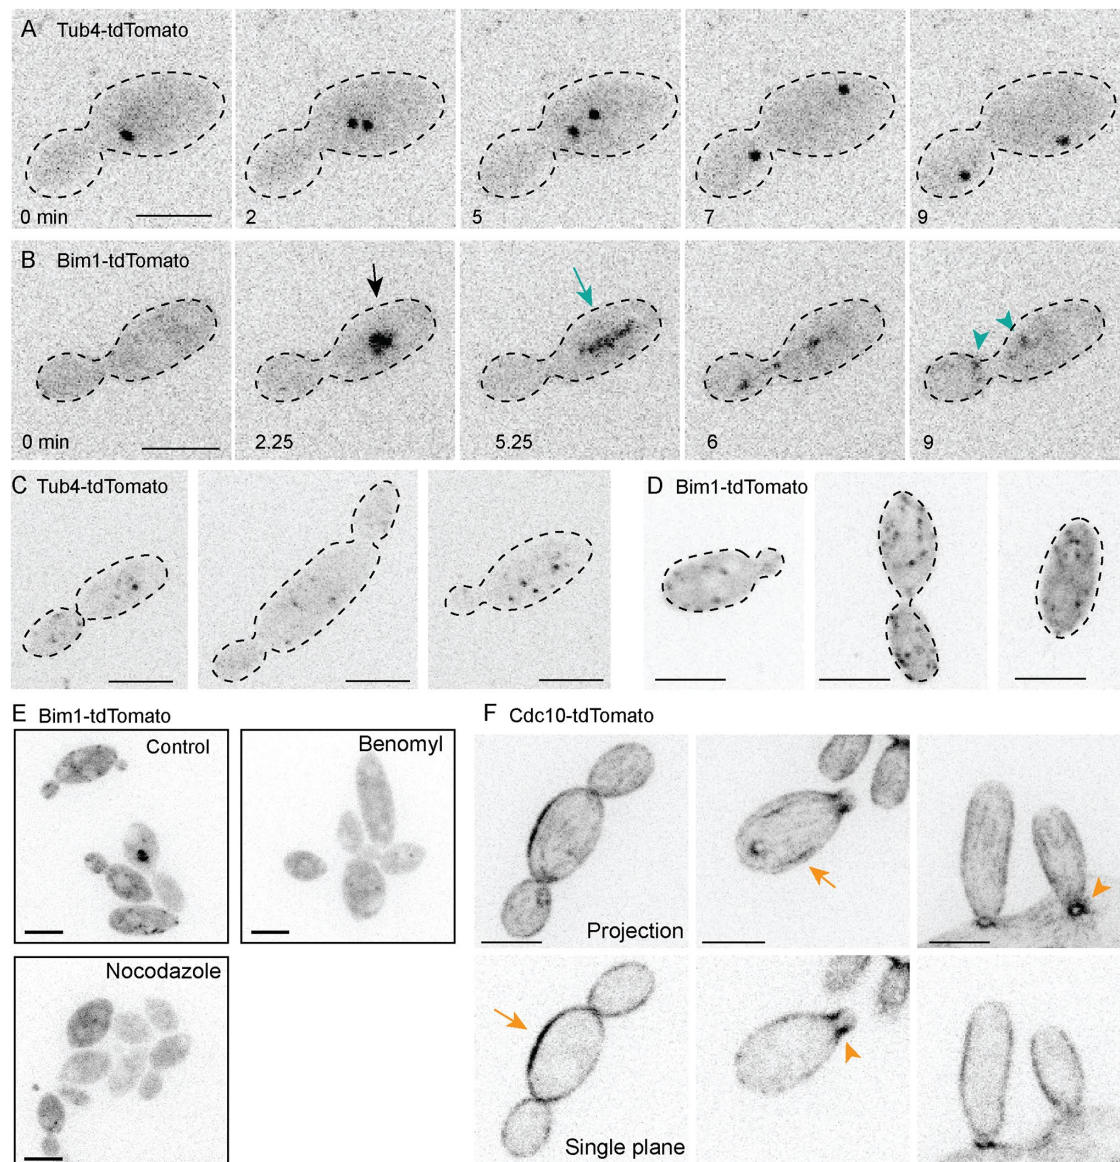 A Tub4-tdTomato
0 min 2 5 7 9
B Bim1-tdTomato
0 min 2.25 5.25 6 9
C Tub4-tdTomato
D Bim1-tdTomato
E Bim1-tdTomato
Control
Benomyl
Nocodazole
F Cdc10-tdTomato
Projection
Single plane